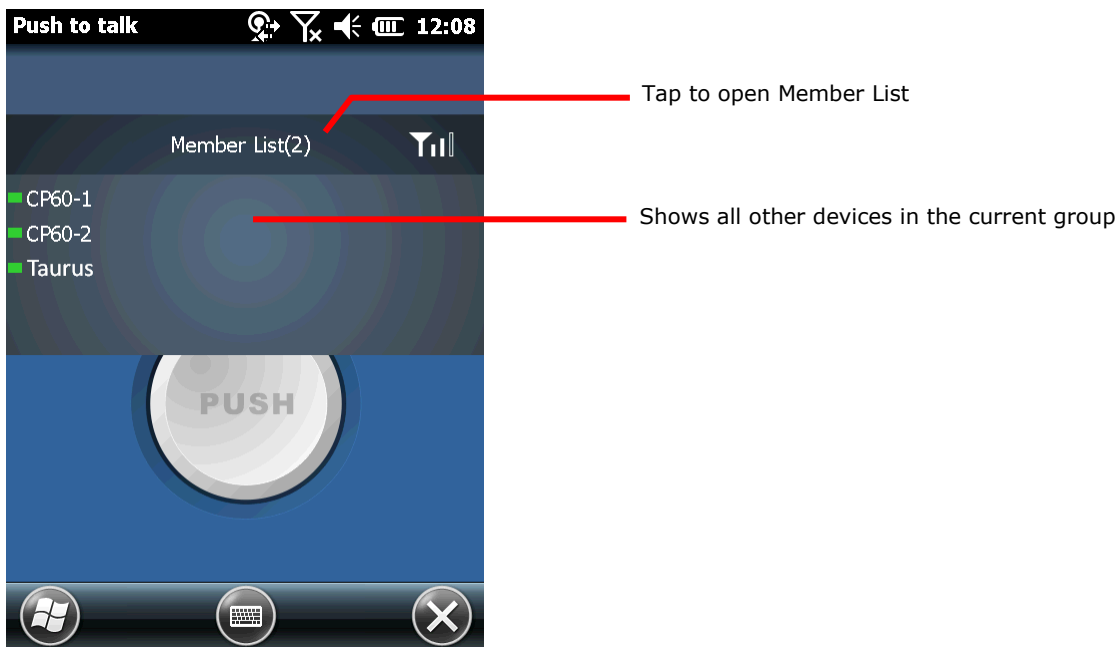 Push to talk 12:08
Tap to open Member List
Member List(2)
CP60-1
Shows all other devices in the current group
CP60-2
Taurus
PUSH